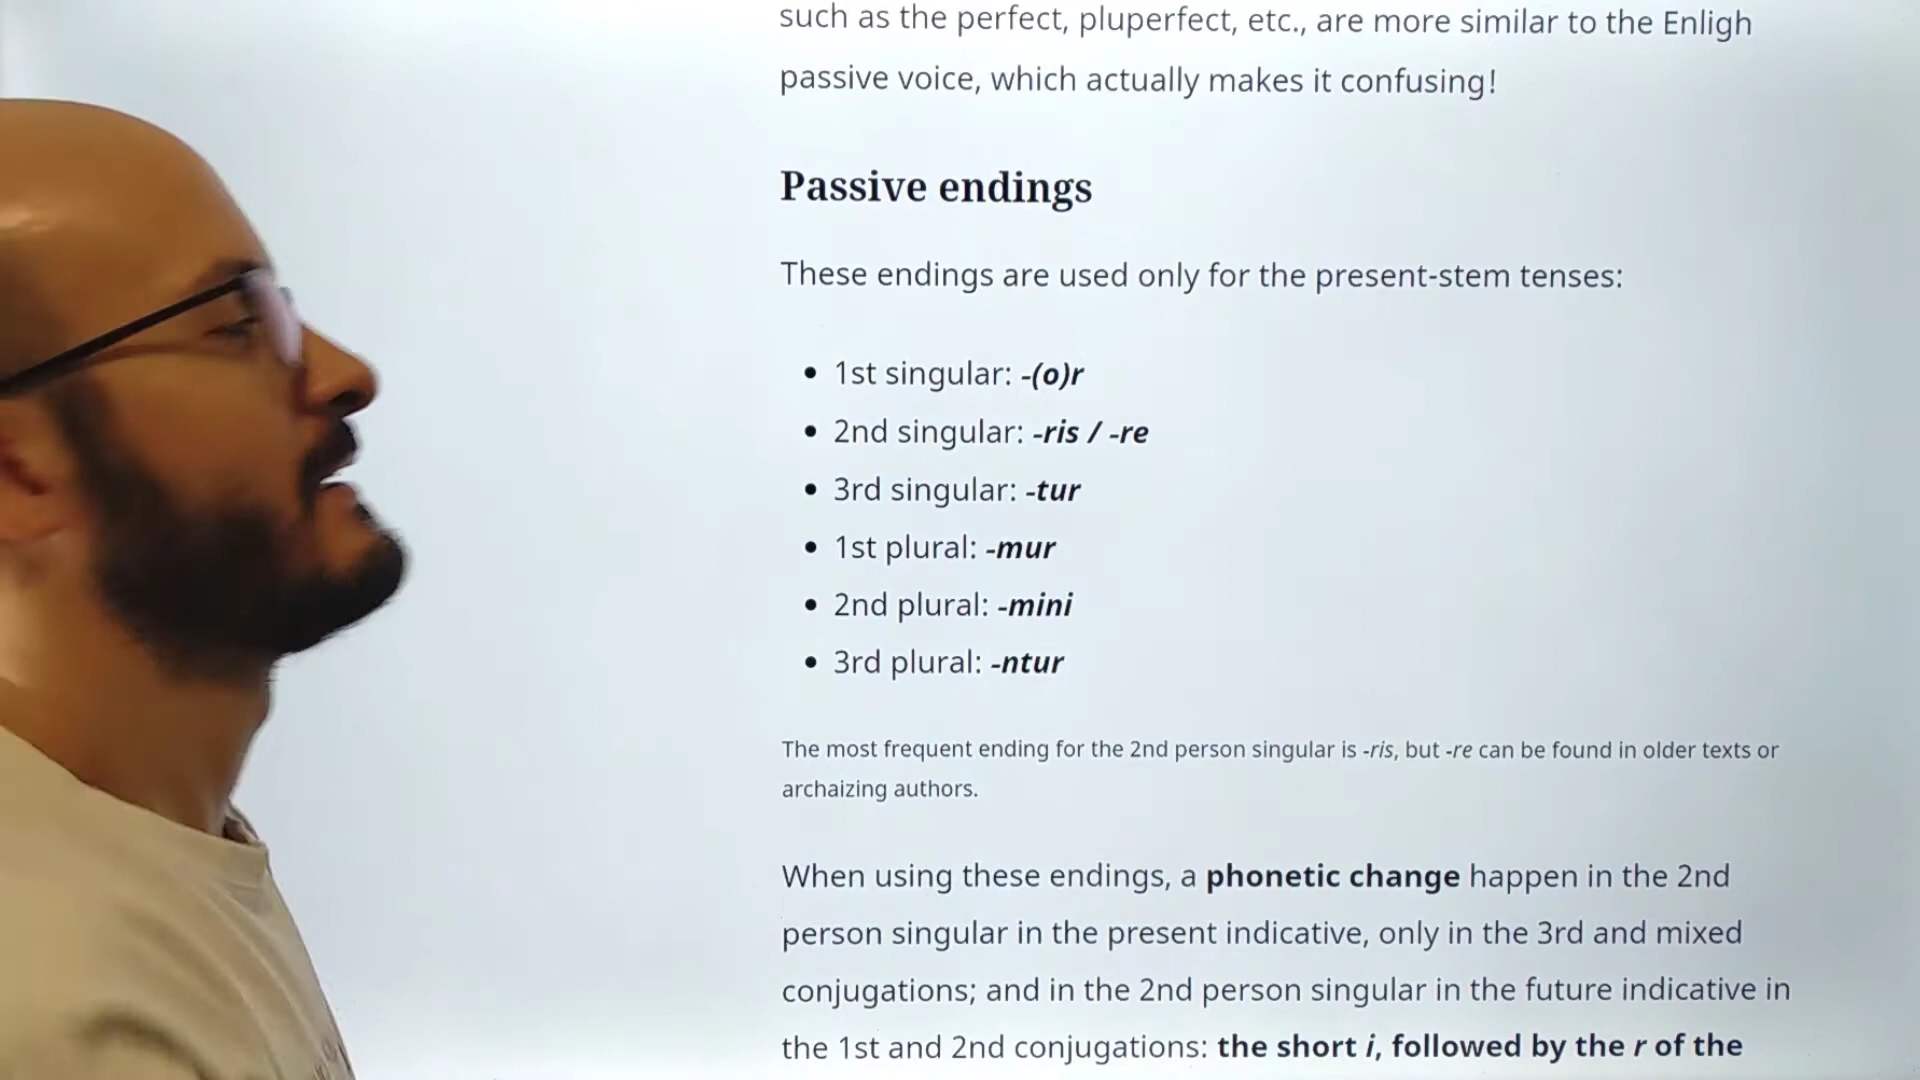 such as the perfect, pluperfect, etc., are more similar to the Enligh
passive voice, which actually makes it confusing!
Passive endings
These endings are used only for the present-stem tenses:
• 1st singular: -(o)r
• 2nd singular: -ris / -re
• 3rd singular: -tur
• 1st plural: -mur
• 2nd plural: -mini
• 3rd plural: -ntur
The most frequent ending for the 2nd person singular is -ris, but -re can be found in older texts or
archaizing authors.
When using these endings, a phonetic change happen in the 2nd
person singular in the present indicative, only in the 3rd and mixed
conjugations; and in the 2nd person singular in the future indicative in
the 1st and 2nd conjugations: the short i, followed by the r of the